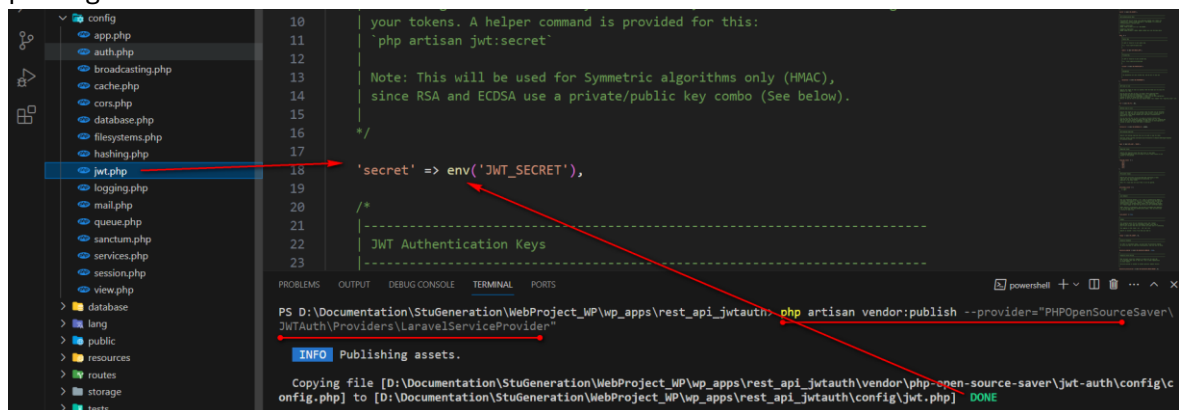 config
app.php
auth.php
broadcasting.php
cache.php
cors.php
database.php
filesystems.php
hashing.php
jwt.php
logging.php
mail.php
queue.php
sanctum.php
services.php
session.php
view.php
database
lang
public
resources
routes
storage
tests
10 | your tokens. A helper command is provided for this:
11 | `php artisan jwt:secret`
12 |
13 | Note: This will be used for Symmetric algorithms only (HMAC),
14 | since RSA and ECDSA use a private/public key combo (See below).
15 |
16 */
17
18 'secret' => env('JWT_SECRET'),
19
20 /*
21 |--------------------------------------------------------------------------
22 | JWT Authentication Keys
23 |--------------------------------------------------------------------------
PROBLEMS OUTPUT DEBUG CONSOLE TERMINAL PORTS powershell
PS D:\Documentation\StuGeneration\WebProject_WP\wp_apps\rest_api_jwtauth> php artisan vendor:publish --provider="PHPOpenSourceSaver\
JWTAuth\Providers\LaravelServiceProvider"
INFO Publishing assets.
Copying file [D:\Documentation\StuGeneration\WebProject_WP\wp_apps\rest_api_jwtauth\vendor\php-open-source-saver\jwt-auth\config\c
onfig.php] to [D:\Documentation\StuGeneration\WebProject_WP\wp_apps\rest_api_jwtauth\config\jwt.php] DONE